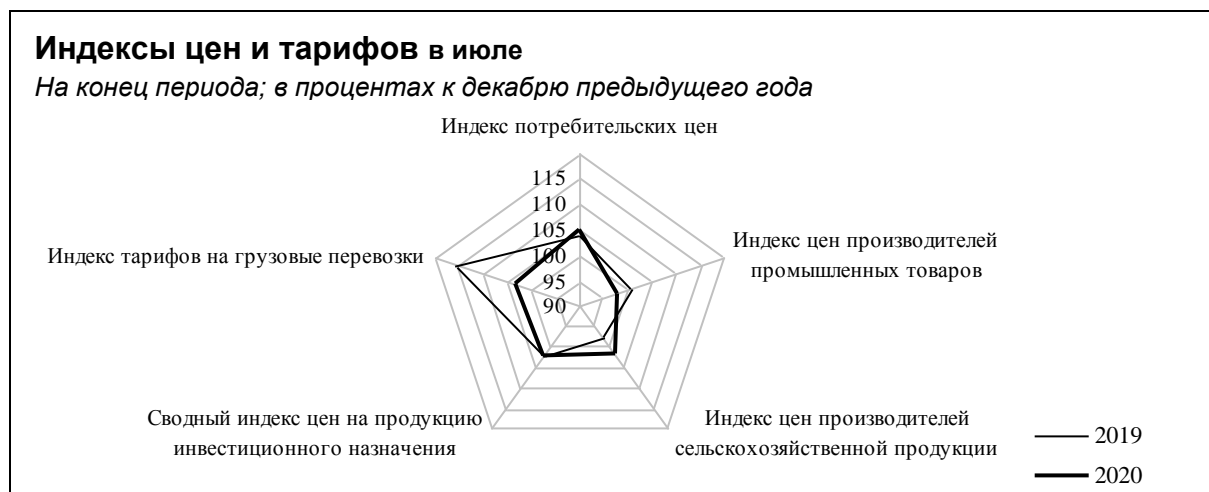 Индексы цен и тарифов в июле
На конец периода; в процентах к декабрю предыдущего года
Индекс потребительских цен
115
110
105
100
95
90
Индекс тарифов на грузовые перевозки
Индекс цен производителей
промышленных товаров
Сводный индекс цен на продукцию
инвестиционного назначения
Индекс цен производителей
сельскохозяйственной продукции
2019
2020